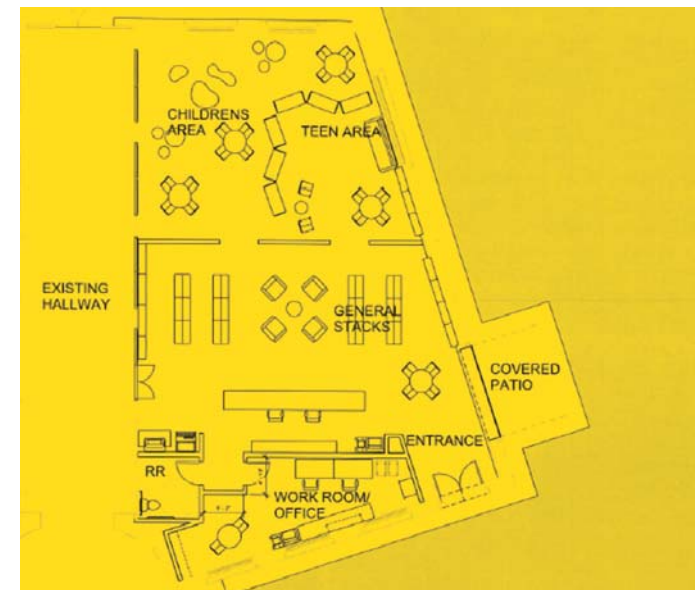 CHILDRENS
AREA
TEEN AREA
EXISTING
HALLWAY
GENERAL
STACKS
COVERED
PATIO
ENTRANCE
RR
WORK ROOM/
OFFICE